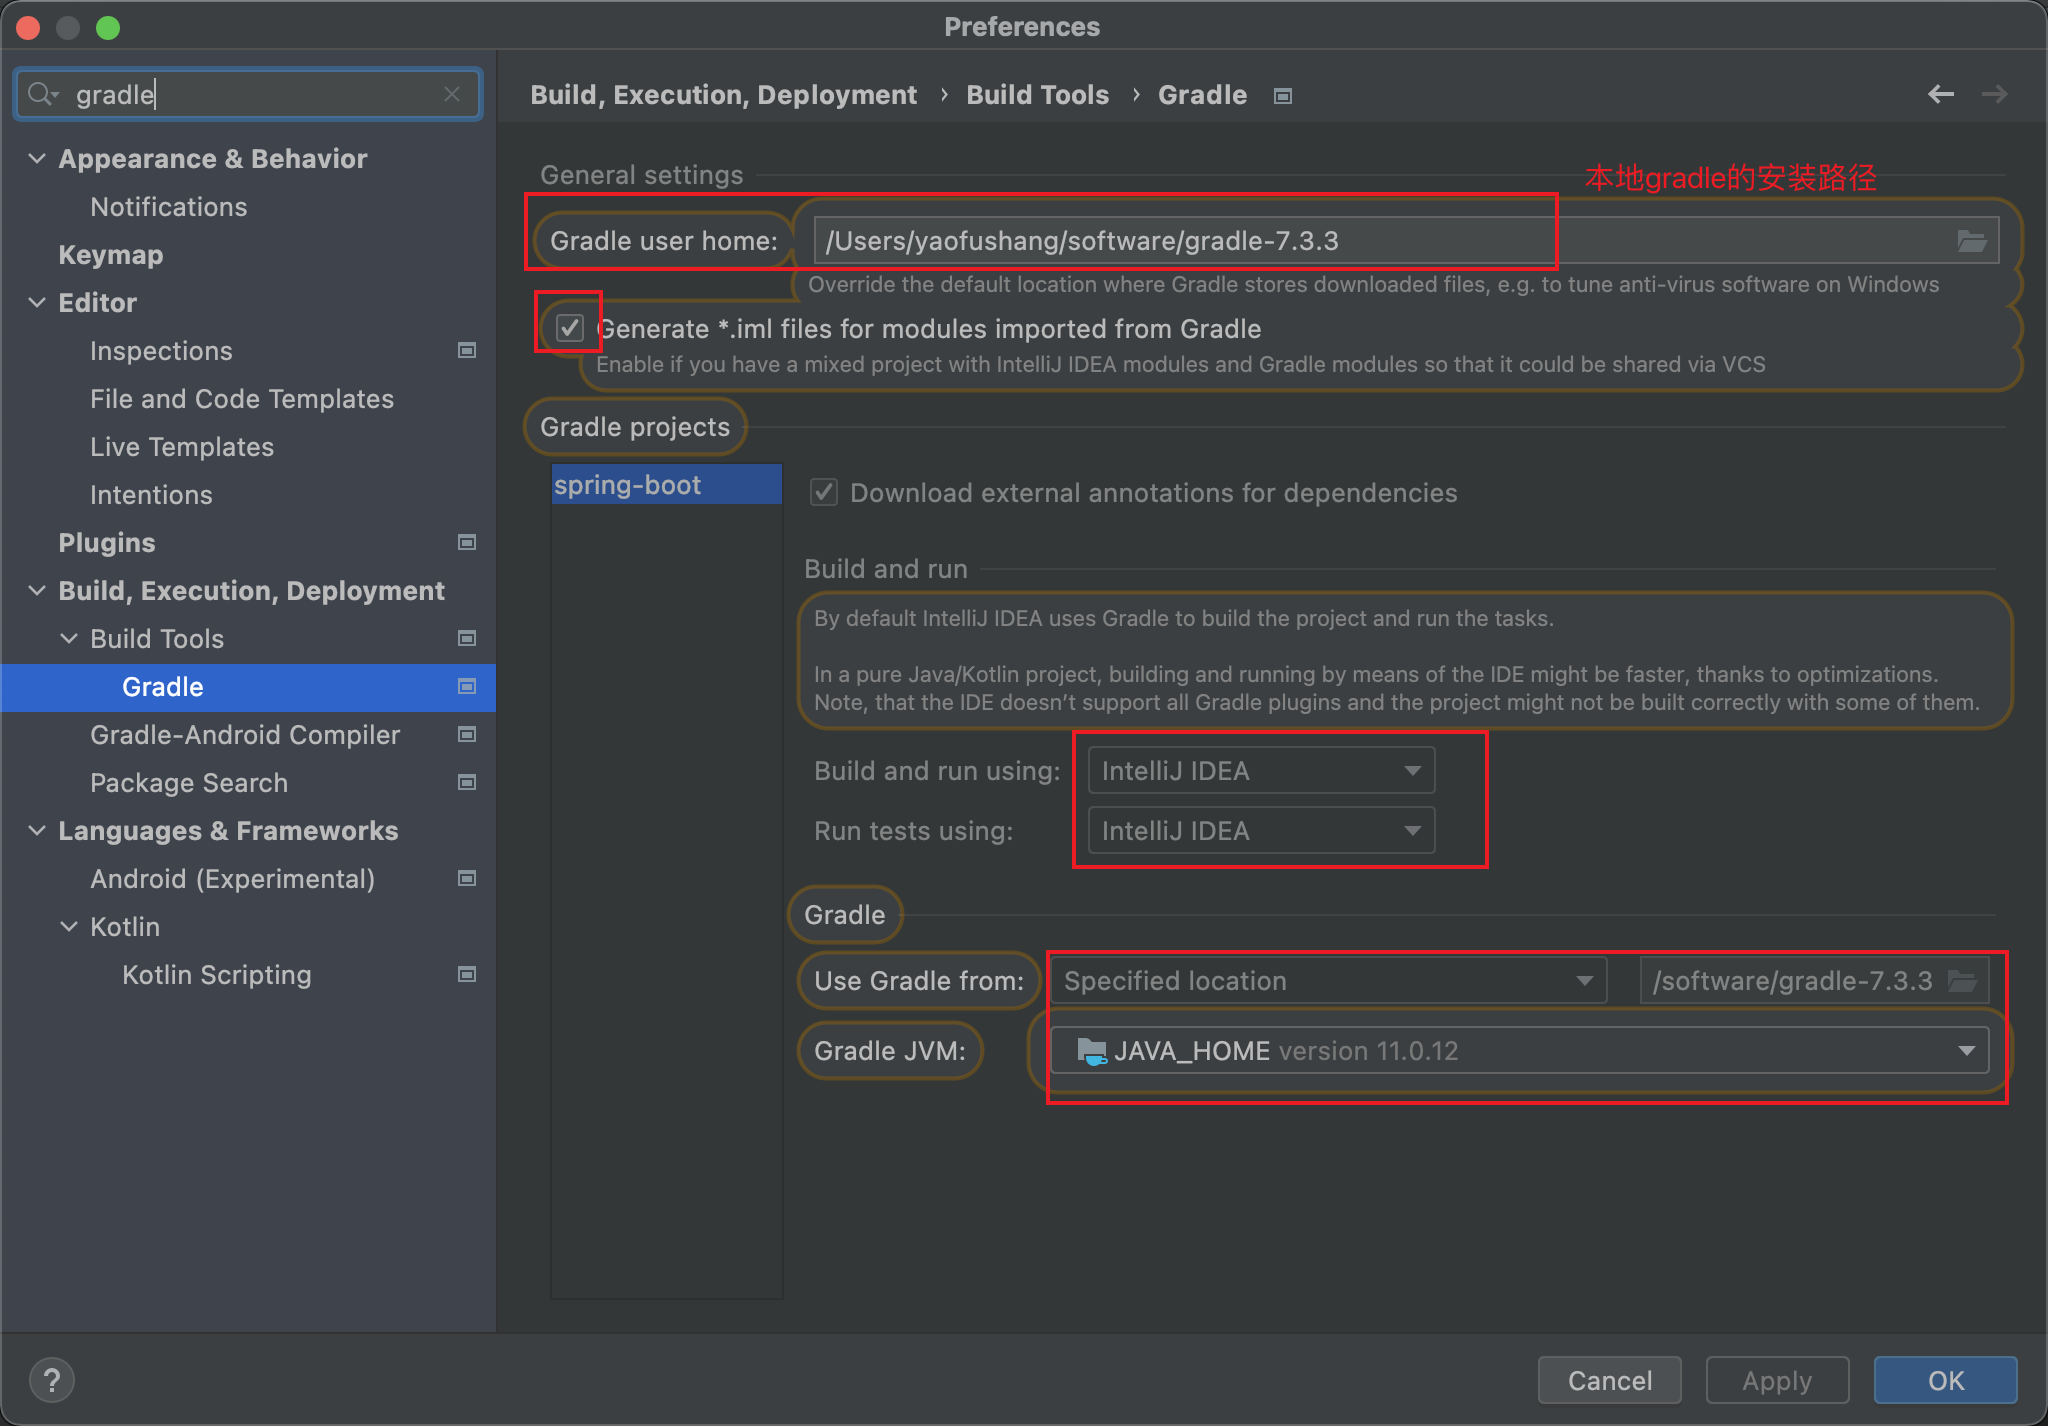 Preferences
gradle
Build, Execution, Deployment › Build Tools › Gradle
Appearance & Behavior
Notifications
Keymap
Editor
Inspections
File and Code Templates
Live Templates
Intentions
Plugins
Build, Execution, Deployment
Build Tools
Gradle
Gradle-Android Compiler
Package Search
Languages & Frameworks
Android (Experimental)
Kotlin
Kotlin Scripting
General settings
本地gradle的安装路径
Gradle user home: /Users/yaofushang/software/gradle-7.3.3
Override the default location where Gradle stores downloaded files, e.g. to tune anti-virus software on Windows
Generate *.iml files for modules imported from Gradle
Enable if you have a mixed project with IntelliJ IDEA modules and Gradle modules so that it could be shared via VCS
Gradle projects
spring-boot
Download external annotations for dependencies
Build and run
By default IntelliJ IDEA uses Gradle to build the project and run the tasks.
In a pure Java/Kotlin project, building and running by means of the IDE might be faster, thanks to optimizations.
Note, that the IDE doesn't support all Gradle plugins and the project might not be built correctly with some of them.
Build and run using: IntelliJ IDEA
Run tests using: IntelliJ IDEA
Gradle
Use Gradle from: Specified location /software/gradle-7.3.3
Gradle JVM: JAVA_HOME version 11.0.12
? Cancel Apply OK